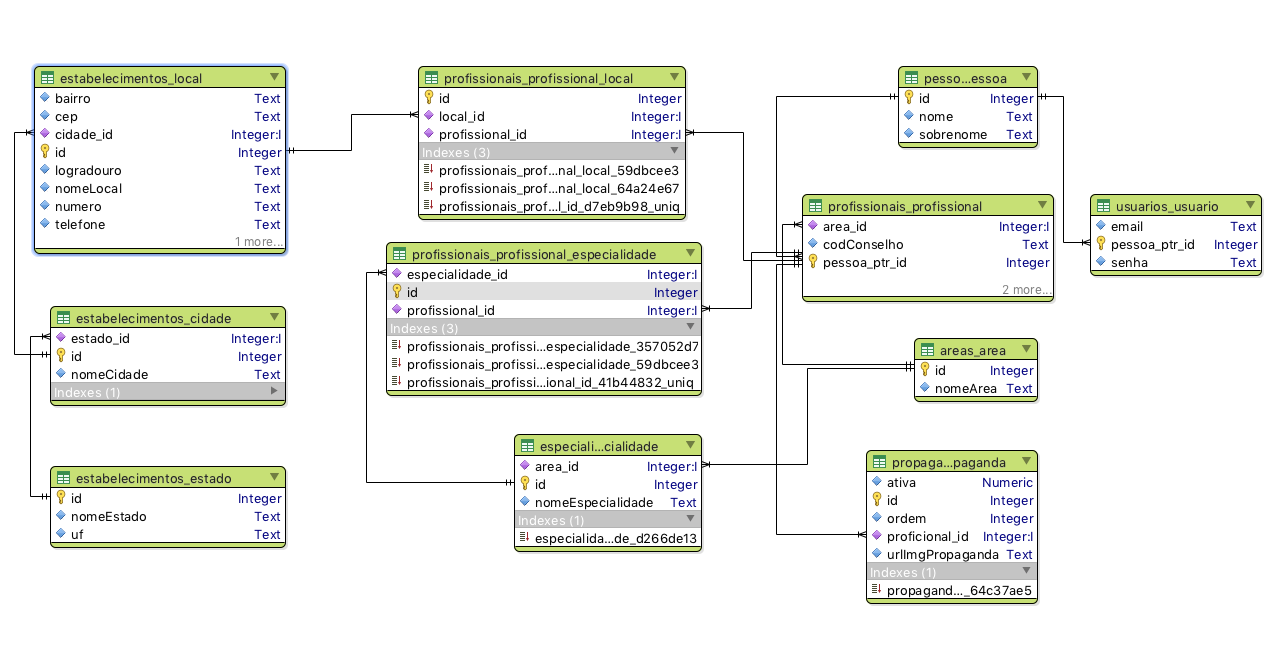 estabelecimentos_local
bairro Text
cep Text
cidade_id Integer:I
id Integer
logradouro Text
nomeLocal Text
numero Text
telefone Text
1 more...
estabelecimentos_cidade
estado_id Integer:I
id Integer
nomeCidade Text
Indexes (1)
estabelecimentos_estado
id Integer
nomeEstado Text
uf Text
profissionais_profissional_local
id Integer
local_id Integer:I
profissional_id Integer:I
Indexes (3)
profissionais_prof...nal_local_59dbcee3
profissionais_prof...nal_local_64a24e67
profissionais_prof...l_id_d7eb9b98_uniq
profissionais_profissional_especialidade
especialidade_id Integer:I
id Integer
profissional_id Integer:I
Indexes (3)
profissionais_profissi...especialidade_357052d7
profissionais_profissi...especialidade_59dbcee3
profissionais_profissi...ional_id_41b44832_uniq
especiali...cialidade
area_id Integer:I
id Integer
nomeEspecialidade Text
Indexes (1)
especialida...de_d266de13
pesso...essoa
id Integer
nome Text
sobrenome Text
profissionais_profissional
area_id Integer:I
codConselho Text
pessoa_ptr_id Integer
2 more...
usuarios_usuario
email Text
pessoa_ptr_id Integer
senha Text
areas_area
id Integer
nomeArea Text
propaga...paganda
ativa Numeric
id Integer
ordem Integer
proficional_id Integer:I
urlImgPropaganda Text
Indexes (1)
propagand..._64c37ae5